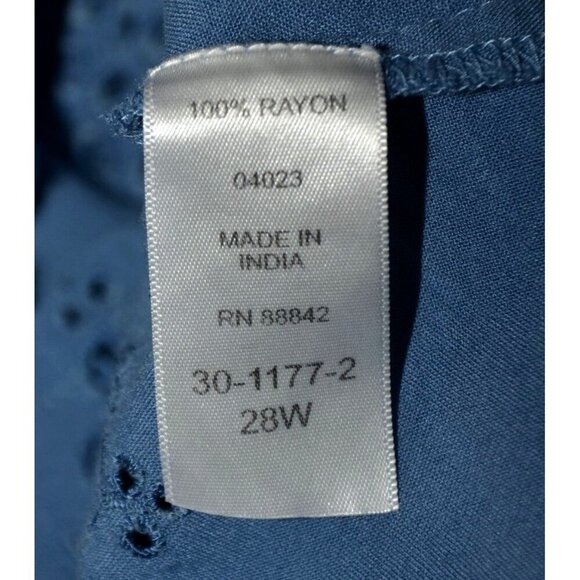 100% RAYON
04023
MADE IN
INDIA
RN 88842
30-1177-2
28W